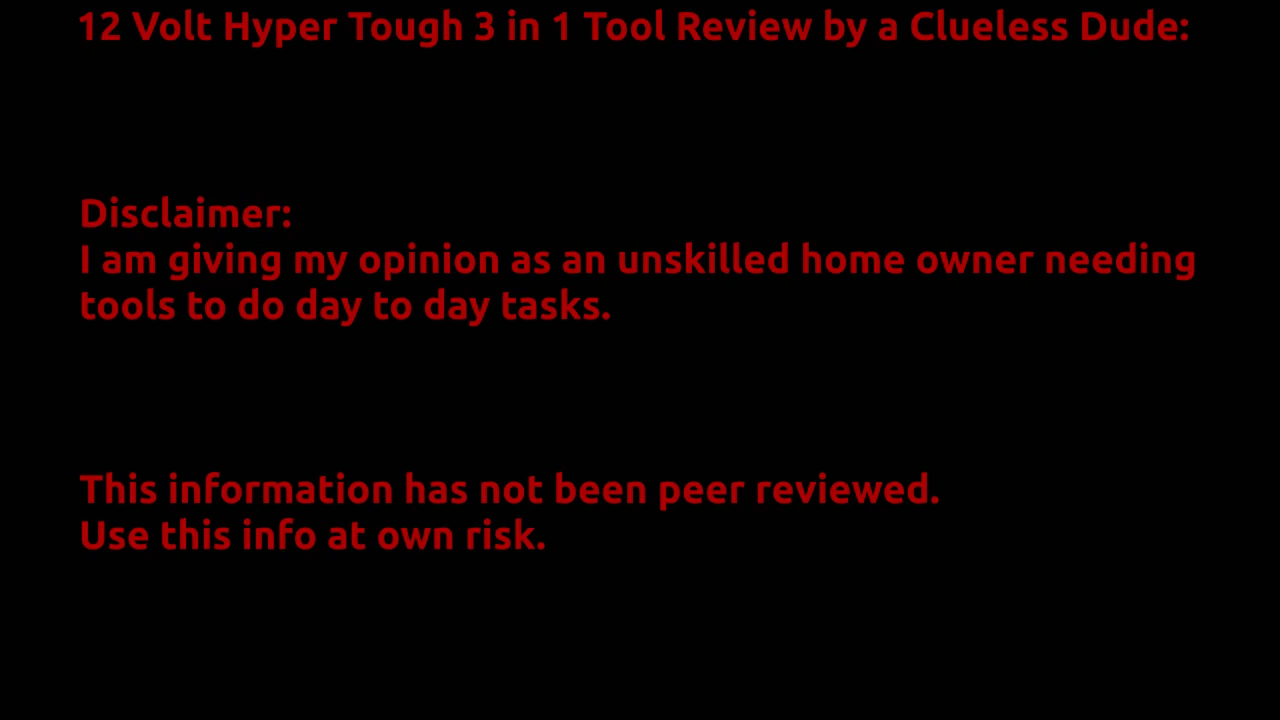 12 Volt Hyper Tough 3 in 1 Tool Review by a Clueless Dude:
Disclaimer:
I am giving my opinion as an unskilled home owner needing
tools to do day to day tasks.
This information has not been peer reviewed.
Use this info at own risk.